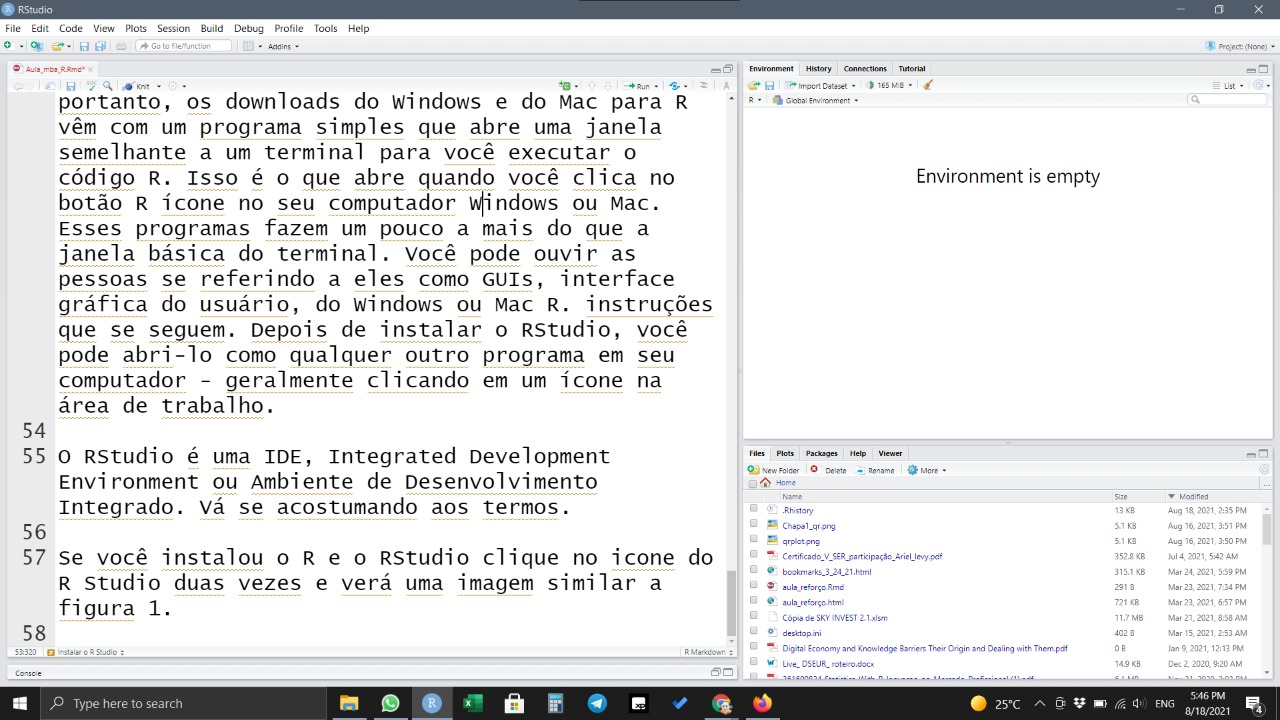 RStudio
File Edit Code View Plots Session Build Debug Profile Tools Help
Go to file/function Addins Project: (None)
Aula_mba_R.Rmd*
Knit Run
portanto, os downloads do Windows e do Mac para R
vêm com um programa simples que abre uma janela
semelhante a um terminal para você executar o
código R. Isso é o que abre quando você clica no
botão R ícone no seu computador Windows ou Mac.
Esses programas fazem um pouco a mais do que a
janela básica do terminal. Você pode ouvir as
pessoas se referindo a eles como GUIs, interface
gráfica do usuário, do Windows ou Mac R. instruções
que se seguem. Depois de instalar o RStudio, você
pode abri-lo como qualquer outro programa em seu
computador - geralmente clicando em um ícone na
área de trabalho.
54
55 O RStudio é uma IDE, Integrated Development
Environment ou Ambiente de Desenvolvimento
Integrado. Vá se acostumando aos termos.
56
57 Se você instalou o R e o RStudio clique no icone do
R Studio duas vezes e verá uma imagem similar a
figura 1.
58
53:320 Instalar o R Studio R Markdown
Console
Environment History Connections Tutorial
Import Dataset 165 MiB List
R Global Environment
Environment is empty
Files Plots Packages Help Viewer
New Folder Delete Rename More
Home
Name Size Modified
.Rhistory 13 KB Aug 18, 2021, 2:35 PM
Chapa1_qr.png 5.1 KB Aug 16, 2021, 3:51 PM
qrplot.png 5.1 KB Aug 16, 2021, 3:50 PM
Certificado_V_SER_participação_Ariel_levy.pdf 352.8 KB Jul 4, 2021, 5:42 AM
bookmarks_3_24_21.html 315.1 KB Mar 24, 2021, 5:59 PM
aula_reforço.Rmd 291 B Mar 23, 2021, 7:34 PM
aula_reforço.html 721 KB Mar 23, 2021, 6:57 PM
Cópia de SKY INVEST 2.1.xlsm 11.7 MB Mar 21, 2021, 8:58 AM
desktop.ini 402 B Mar 15, 2021, 2:53 AM
Digital Economy and Knowledge Barriers Their Origin and Dealing with Them.pdf 0 B Jan 9, 2021, 12:13 PM
Live_ DSEUR_ roteiro.docx 14.9 KB Dec 2, 2020, 9:20 AM
Type here to search
25°C ENG 5:46 PM
8/18/2021
4